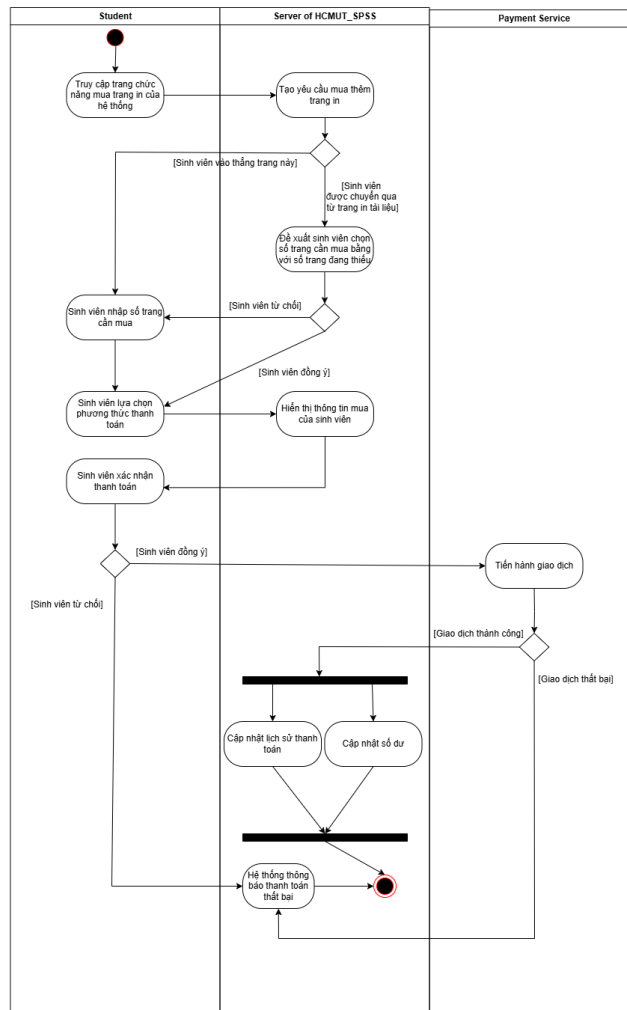 Student
Server of HCMUT_SPSS
Payment Service
Truy cập trang chức
năng mua trang in của
hệ thống
Tạo yêu cầu mua thêm
trang in
[Sinh viên vào thẳng trang này]
[Sinh viên
được chuyển qua
từ trang in tài liệu]
Đề xuất sinh viên chọn
số trang cần mua bằng
với số trang đang thiếu
Sinh viên nhập số trang
cần mua
[Sinh viên từ chối]
[Sinh viên đồng ý]
Sinh viên lựa chọn
phương thức thanh
toán
Hiển thị thông tin mua
của sinh viên
Sinh viên xác nhận
thanh toán
[Sinh viên đồng ý]
Tiến hành giao dịch
[Sinh viên từ chối]
[Giao dịch thành công]
[Giao dịch thất bại]
Cập nhật lịch sử thanh
toán
Cập nhật số dư
Hệ thống thông
báo thanh toán
thất bại